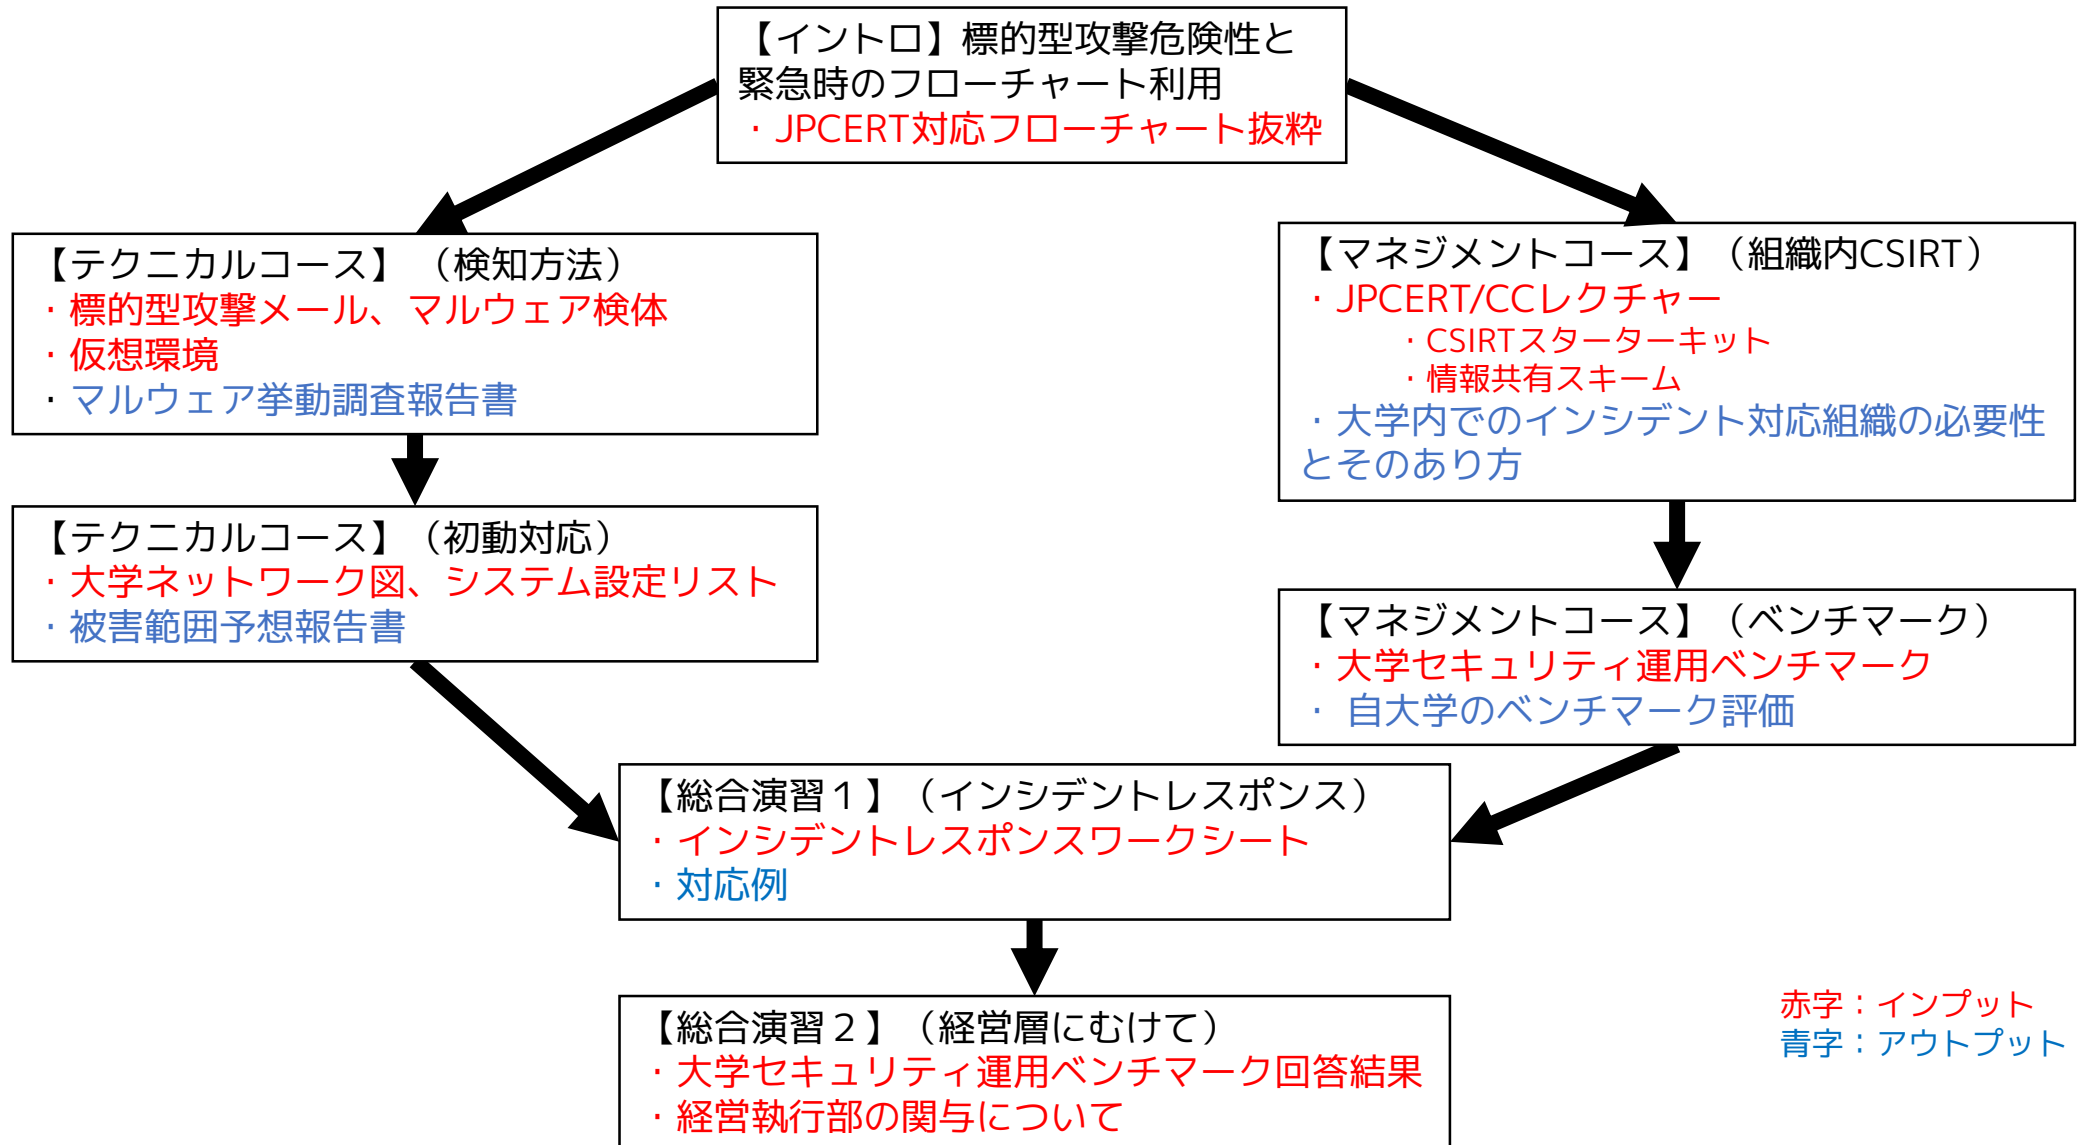 【イントロ】標的型攻撃危険性と
緊急時のフローチャート利用
・JPCERT対応フローチャート抜粋
【テクニカルコース】（検知方法）
・標的型攻撃メール、マルウェア検体
・仮想環境
・マルウェア挙動調査報告書
【テクニカルコース】（初動対応）
・大学ネットワーク図、システム設定リスト
・被害範囲予想報告書
【マネジメントコース】（組織内CSIRT）
・JPCERT/CCレクチャー
・CSIRTスターターキット
・情報共有スキーム
・大学内でのインシデント対応組織の必要性
とそのあり方
【マネジメントコース】（ベンチマーク）
・大学セキュリティ運用ベンチマーク
・ 自大学のベンチマーク評価
【総合演習１】（インシデントレスポンス）
・インシデントレスポンスワークシート
・対応例
【総合演習２】（経営層にむけて）
・大学セキュリティ運用ベンチマーク回答結果
・経営執行部の関与について
赤字：インプット
青字：アウトプット